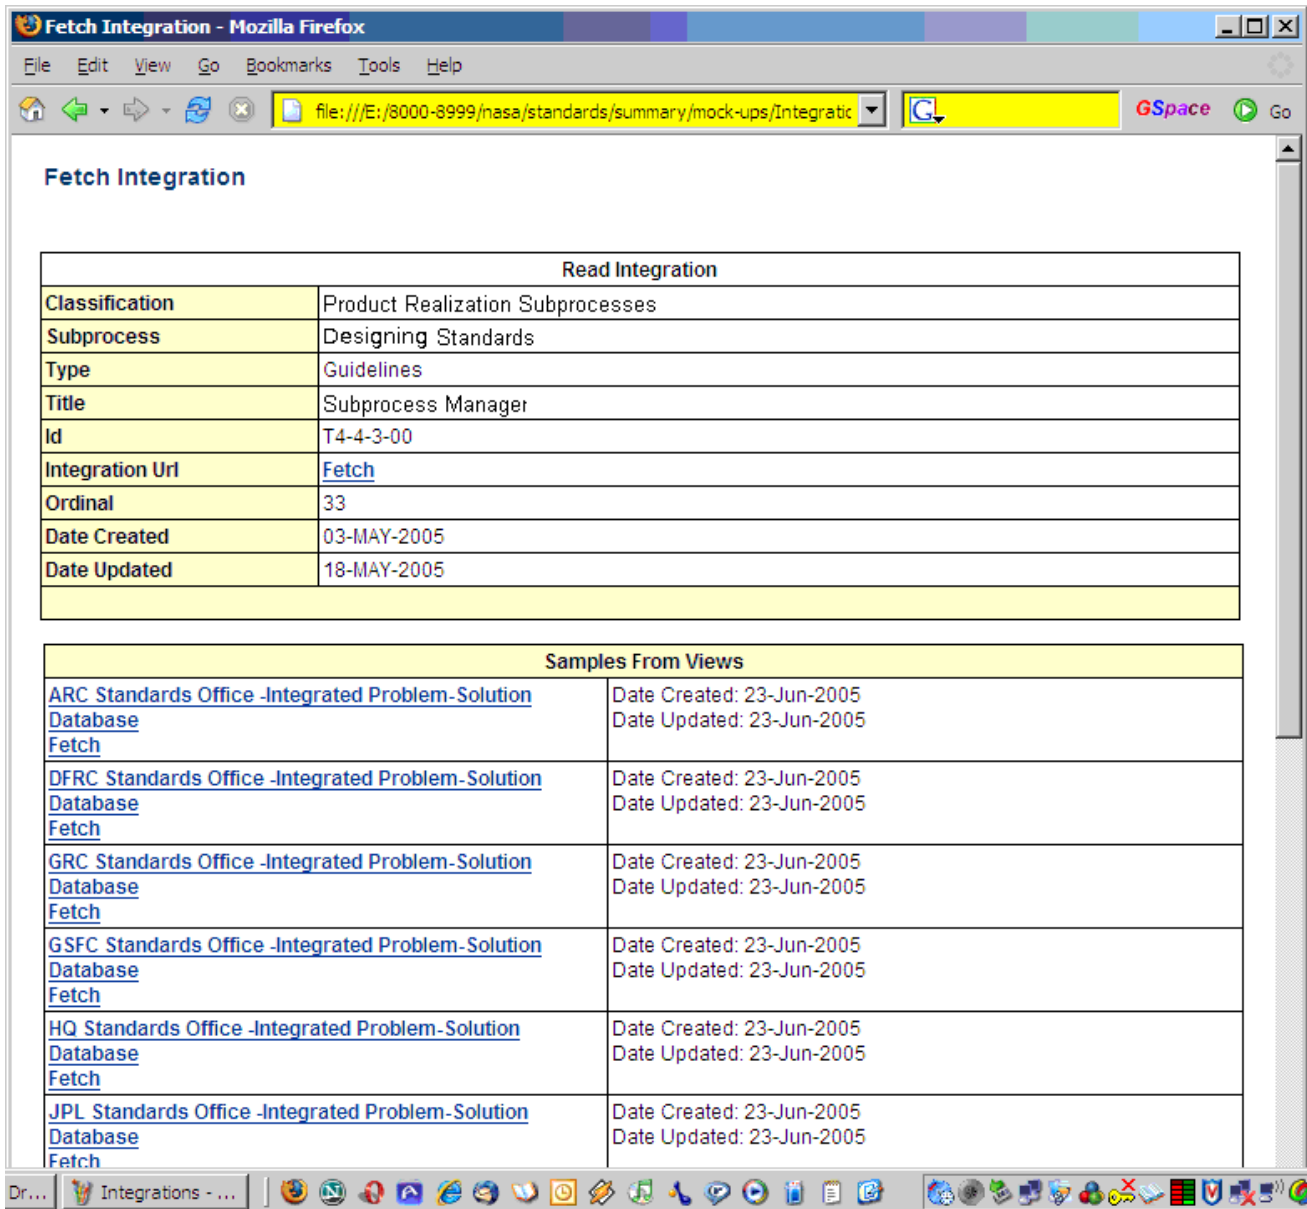 Fetch Integration - Mozilla Firefox
File Edit View Go Bookmarks Tools Help
file:///E:/8000-8999/nasa/standards/summary/mock-ups/Integratic G GSpace Go
Fetch Integration
Read Integration
Classification Product Realization Subprocesses
Subprocess Designing Standards
Type Guidelines
Title Subprocess Manager
Id T4-4-3-00
Integration Url Fetch
Ordinal 33
Date Created 03-MAY-2005
Date Updated 18-MAY-2005
Samples From Views
ARC Standards Office -Integrated Problem-Solution
Database
Fetch
Date Created: 23-Jun-2005
Date Updated: 23-Jun-2005
DFRC Standards Office -Integrated Problem-Solution
Database
Fetch
Date Created: 23-Jun-2005
Date Updated: 23-Jun-2005
GRC Standards Office -Integrated Problem-Solution
Database
Fetch
Date Created: 23-Jun-2005
Date Updated: 23-Jun-2005
GSFC Standards Office -Integrated Problem-Solution
Database
Fetch
Date Created: 23-Jun-2005
Date Updated: 23-Jun-2005
HQ Standards Office -Integrated Problem-Solution
Database
Fetch
Date Created: 23-Jun-2005
Date Updated: 23-Jun-2005
JPL Standards Office -Integrated Problem-Solution
Database
Fetch
Date Created: 23-Jun-2005
Date Updated: 23-Jun-2005
Dr... Integrations - ...